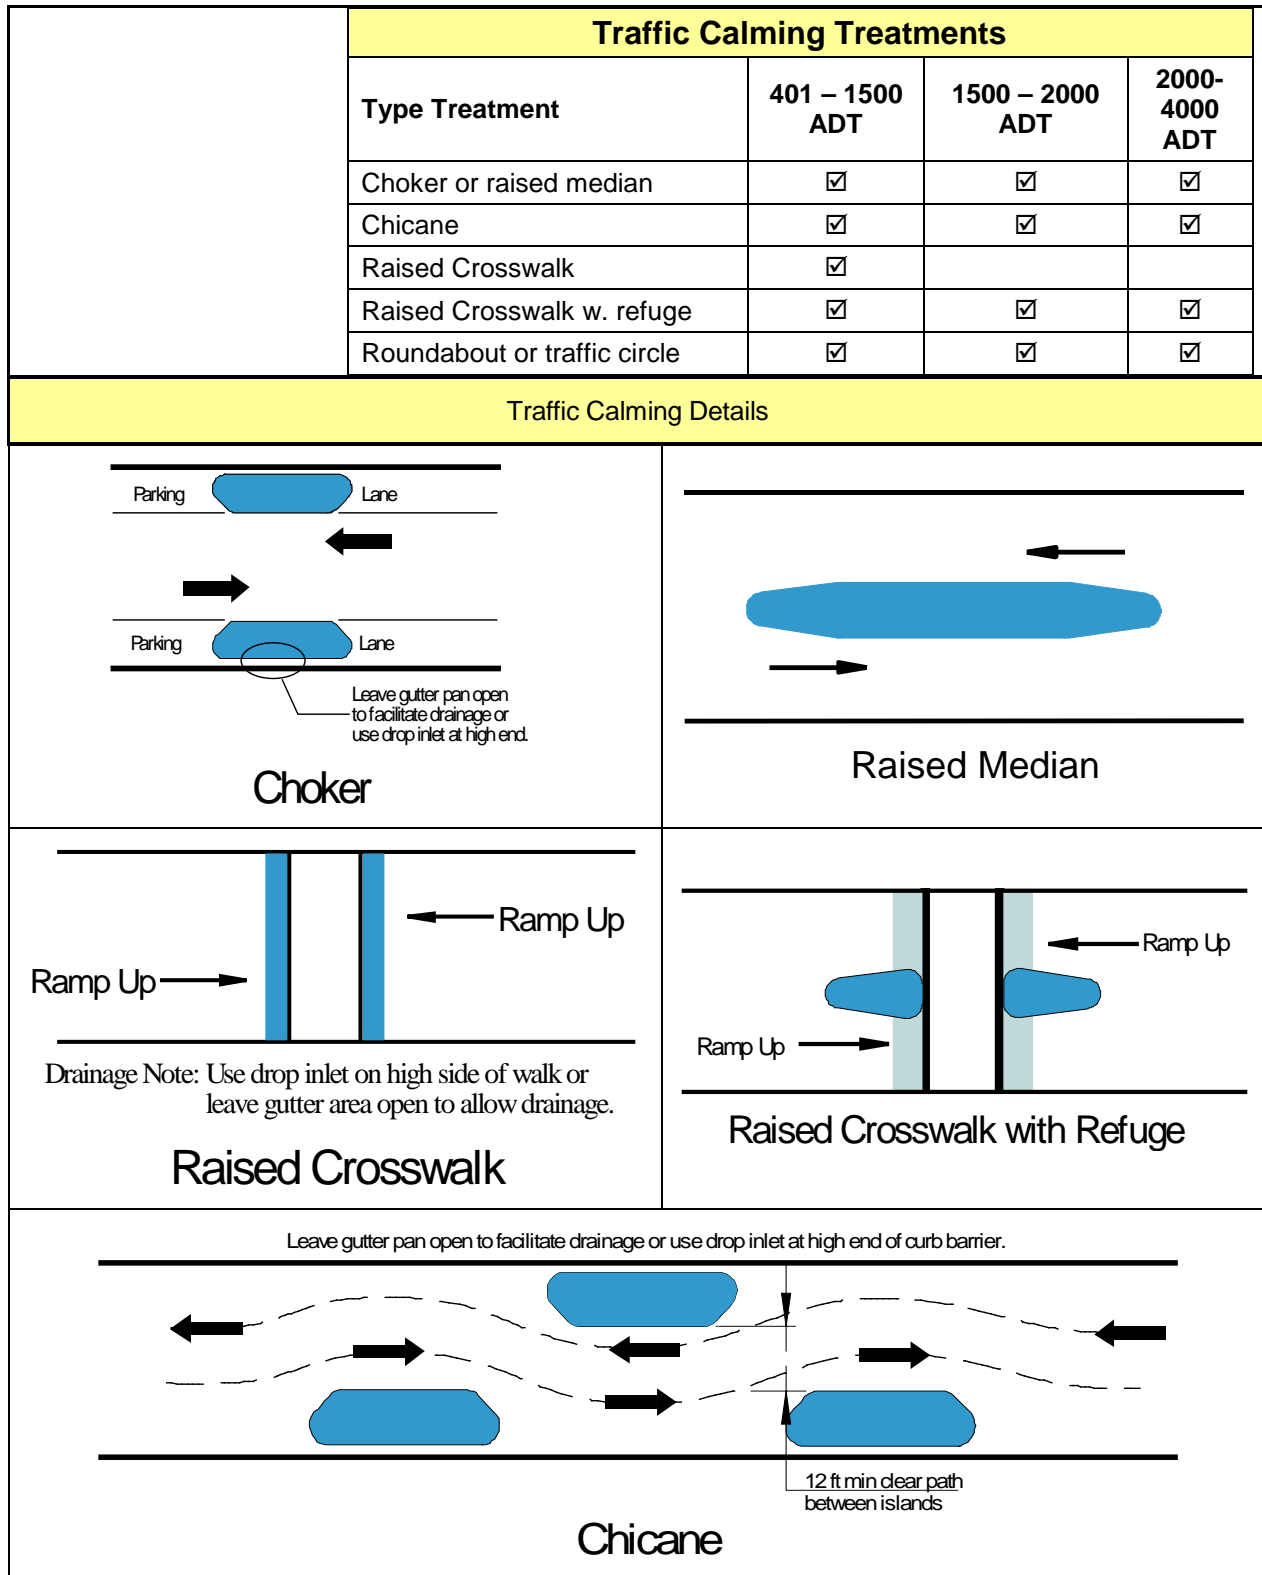 Traffic Calming Treatments
Type Treatment
401 – 1500
ADT
1500 – 2000
ADT
2000-
4000
ADT
Choker or raised median ☑ ☑ ☑
Chicane ☑ ☑ ☑
Raised Crosswalk ☑
Raised Crosswalk w. refuge ☑ ☑ ☑
Roundabout or traffic circle ☑ ☑ ☑
Traffic Calming Details
Parking Lane
Parking Lane
Leave gutter pan open
to facilitate drainage or
use drop inlet at high end.
Choker
Raised Median
Ramp Up
Ramp Up
Drainage Note: Use drop inlet on high side of walk or
leave gutter area open to allow drainage.
Raised Crosswalk
Ramp Up
Ramp Up
Raised Crosswalk with Refuge
Leave gutter pan open to facilitate drainage or use drop inlet at high end of curb barrier.
12 ft min clear path
between islands
Chicane